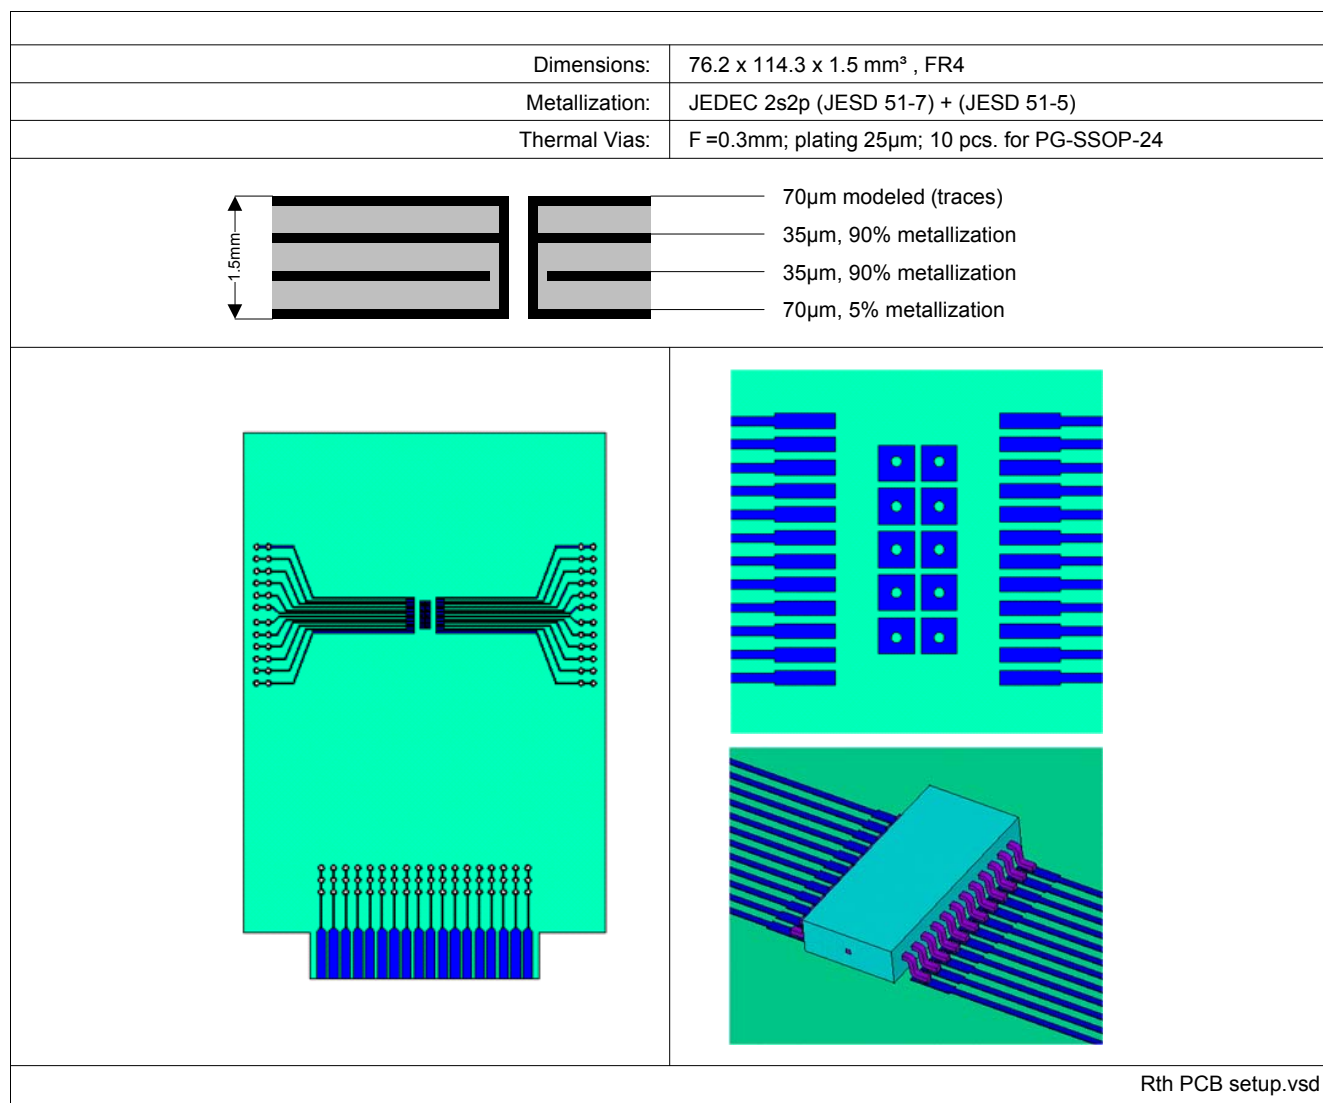 Dimensions: 76.2 x 114.3 x 1.5 mm³ , FR4
Metallization: JEDEC 2s2p (JESD 51-7) + (JESD 51-5)
Thermal Vias: F =0.3mm; plating 25µm; 10 pcs. for PG-SSOP-24
1.5mm
70µm modeled (traces)
35µm, 90% metallization
35µm, 90% metallization
70µm, 5% metallization
Rth PCB setup.vsd